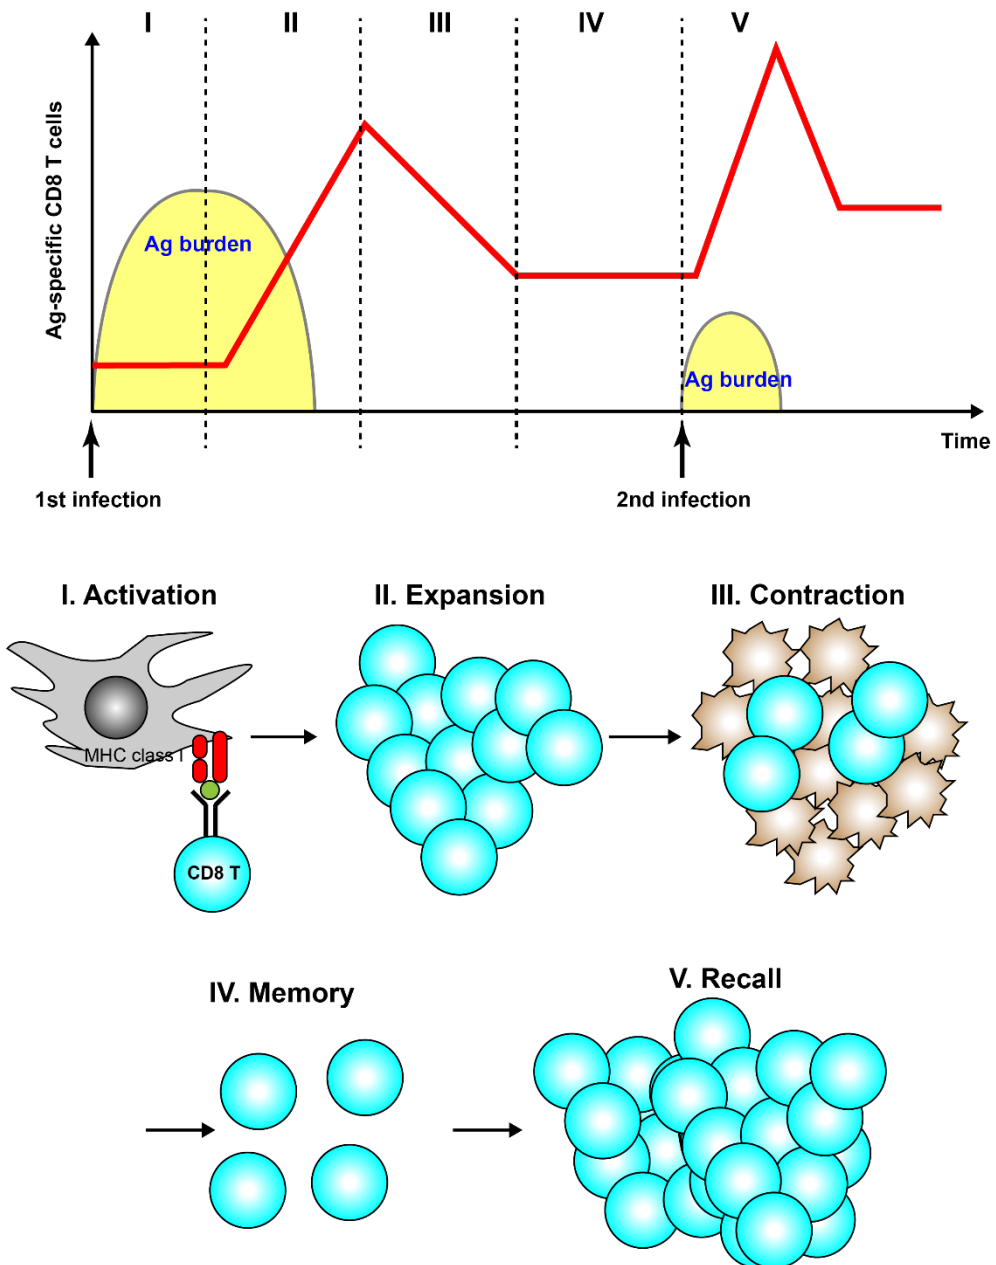 I
II
III
IV
V
Ag-specific CD8 T cells
Ag burden
Ag burden
Time
1st infection
2nd infection
I. Activation
II. Expansion
III. Contraction
MHC class I
CD8 T
IV. Memory
V. Recall